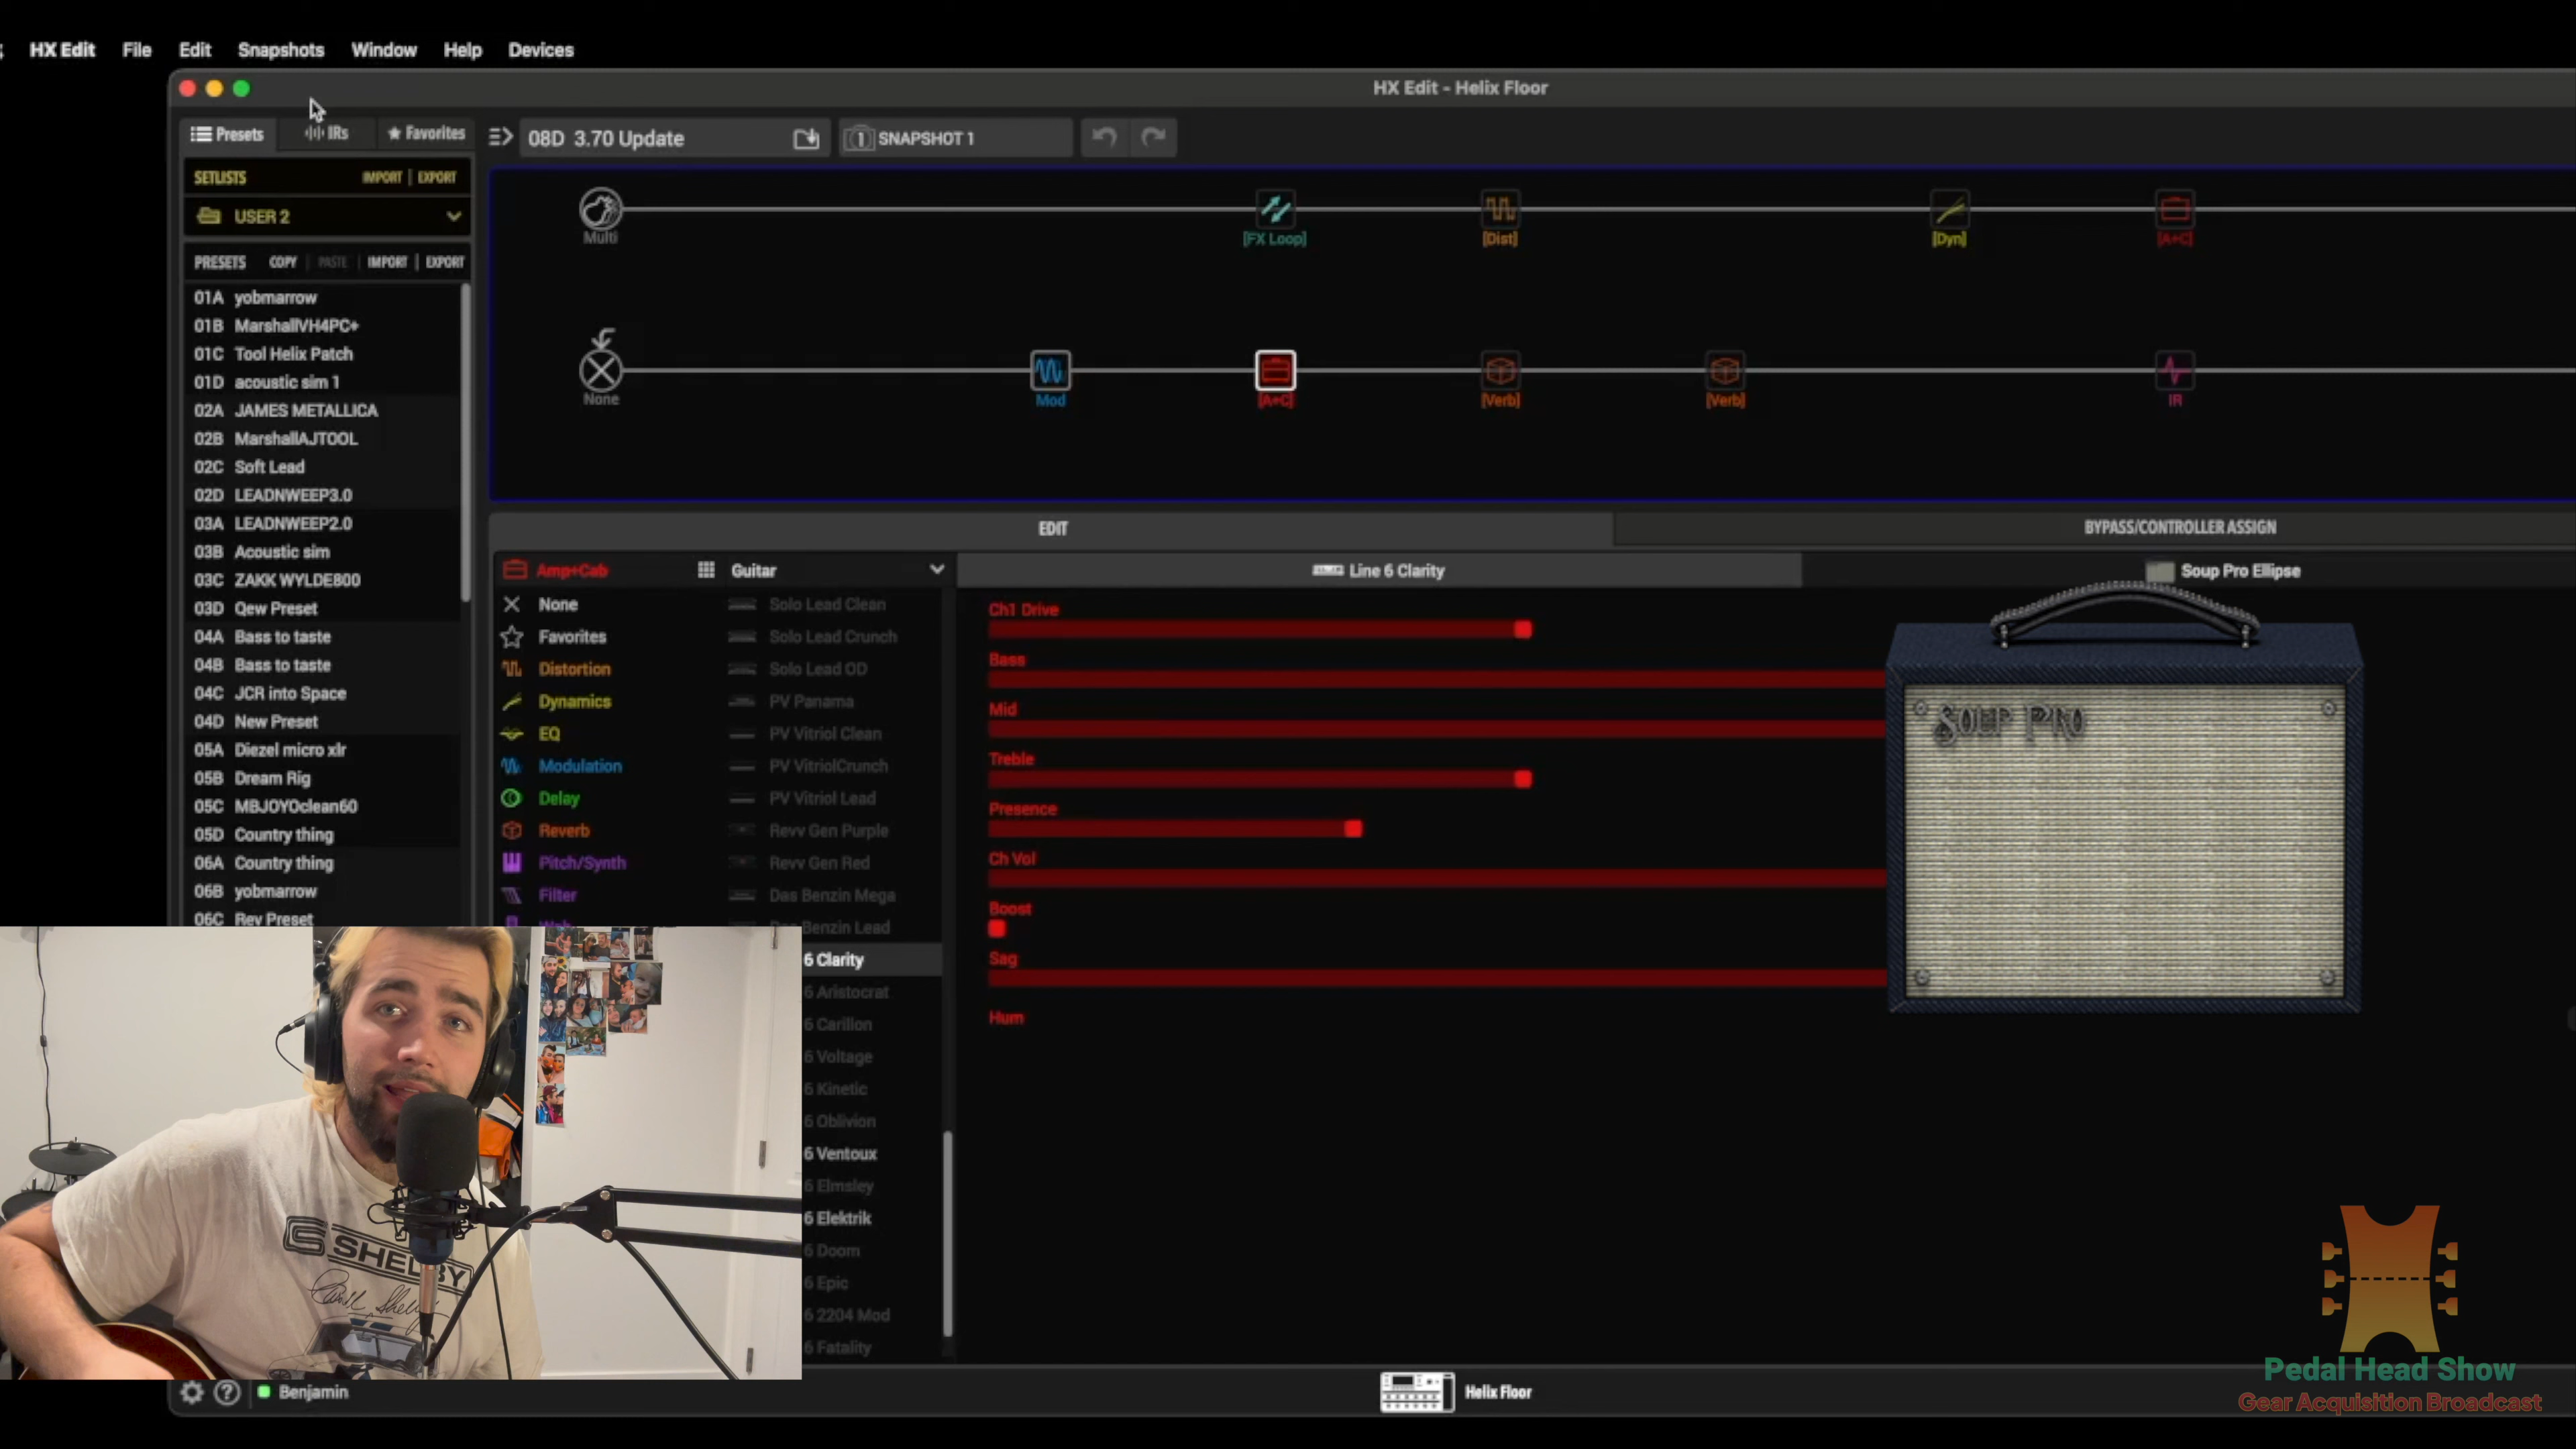 HX Edit File Edit Snapshots Window Help Devices
HX Edit - Helix Floor
Presets IRs Favorites
08D 3.70 Update
1 SNAPSHOT 1
SETLISTS IMPORT | EXPORT
USER 2
PRESETS COPY | PASTE | IMPORT | EXPORT
01A yobmarrow
01B MarshallVH4PC+
01C Tool Helix Patch
01D acoustic sim 1
02A JAMES METALLICA
02B MarshallAJTOOL
02C Soft Lead
02D LEADNWEEP3.0
03A LEADNWEEP2.0
03B Acoustic sim
03C ZAKK WYLDE800
03D Qew Preset
04A Bass to taste
04B Bass to taste
04C JCR into Space
04D New Preset
05A Diezel micro xlr
05B Dream Rig
05C MBJOYOclean60
05D Country thing
06A Country thing
06B yobmarrow
06C Rev Preset
Multi [FX Loop] [Dist] [Dyn] [A+C]
None Mod [A+C] [Verb] [Verb] IR
EDIT
BYPASS/CONTROLLER ASSIGN
Amp+Cab
None
Favorites
Distortion
Dynamics
EQ
Modulation
Delay
Reverb
Pitch/Synth
Filter
Guitar
Solo Lead Clean
Solo Lead Crunch
Solo Lead OD
PV Panama
PV Vitriol Clean
PV VitriolCrunch
PV Vitriol Lead
Revv Gen Purple
Revv Gen Red
Das Benzin Mega
Benzin Lead
6 Clarity
6 Aristocrat
6 Carillon
6 Voltage
6 Kinetic
6 Oblivion
6 Ventoux
6 Elmsley
6 Elektrik
6 Doom
6 Epic
6 2204 Mod
6 Fatality
Line 6 Clarity
Soup Pro Ellipse
Ch1 Drive
Bass
Mid
Treble
Presence
Ch Vol
Boost
Sag
Hum
SOUP PRO
SHELBY
Carroll Shelby
Benjamin
Helix Floor
Pedal Head Show
Gear Acquisition Broadcast